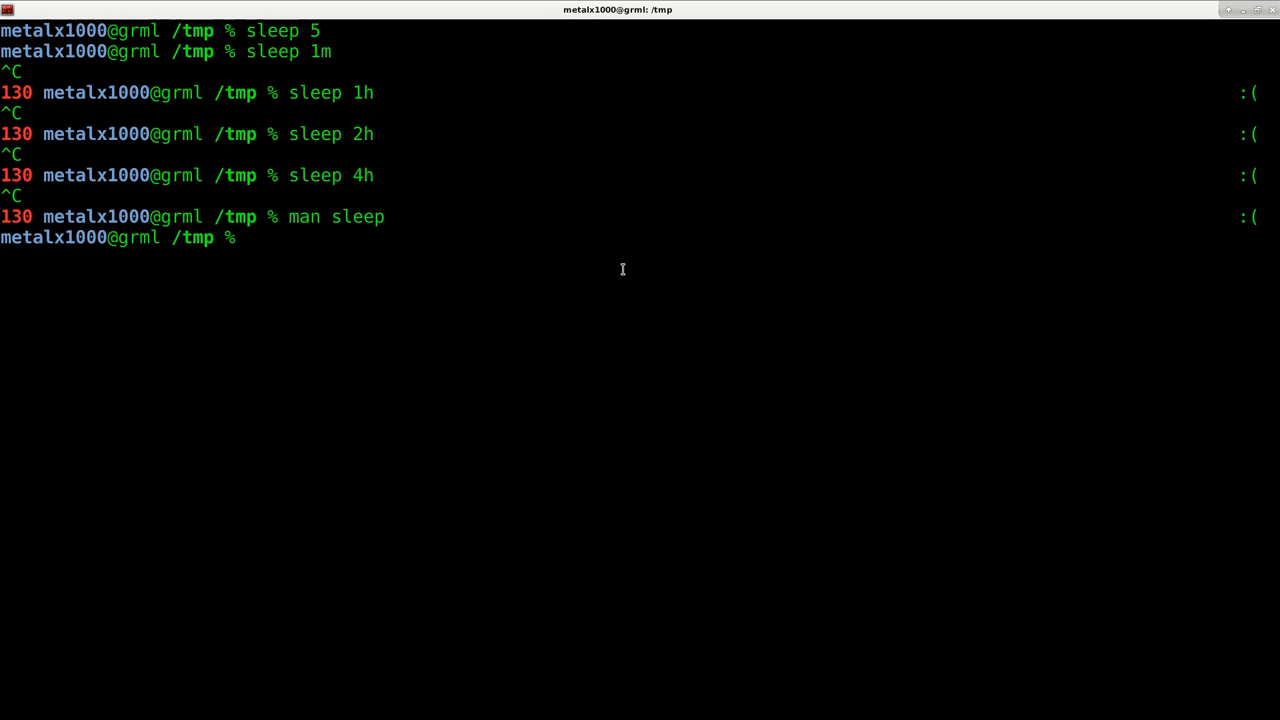 metalx1000@grml: /tmp
metalx1000@grml /tmp % sleep 5
metalx1000@grml /tmp % sleep 1m
^C
130 metalx1000@grml /tmp % sleep 1h :(
^C
130 metalx1000@grml /tmp % sleep 2h :(
^C
130 metalx1000@grml /tmp % sleep 4h :(
^C
130 metalx1000@grml /tmp % man sleep :(
metalx1000@grml /tmp %